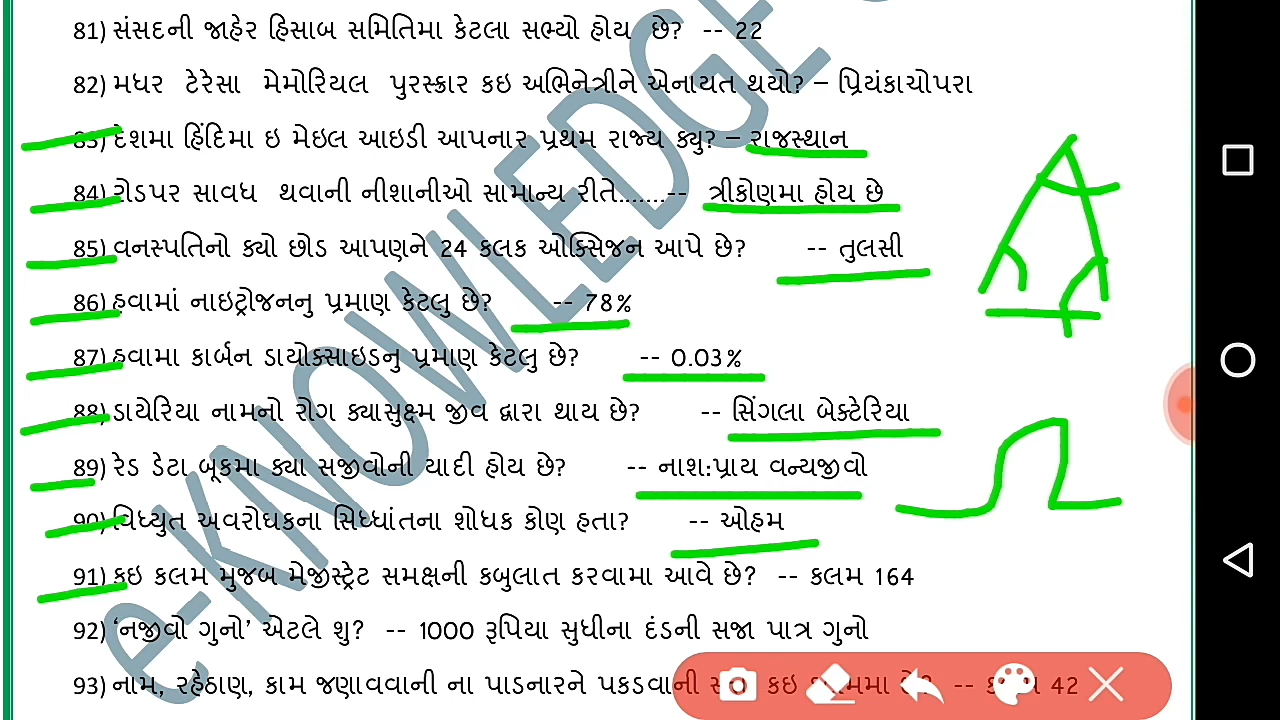 81) સંસદની જાહેર હિસાબ સમિતિમા કેટલા સભ્યો હોય છે? -- 22
82) મધર ટેરેસા મેમોરિયલ પુરસ્કાર કઇ અભિનેત્રીને એનાયત થયો? – પ્રિયંકાચોપરા
83) દેશમા હિંદિમા ઇ મેઇલ આઇડી આપનાર પ્રથમ રાજ્ય ક્યુ? – રાજસ્થાન
84) રોડપર સાવધ થવાની નીશાનીઓ સામાન્ય રીતે.......-- ત્રીકોણમા હોય છે
85) વનસ્પતિનો ક્યો છોડ આપણને 24 કલક ઓક્સિજન આપે છે? -- તુલસી
86) હવામાં નાઇટ્રોજનનુ પ્રમાણ કેટલુ છે? -- 78%
87) હવામા કાર્બન ડાયોક્સાઇડનુ પ્રમાણ કેટલુ છે? -- 0.03%
88) ડાયેરિયા નામનો રોગ ક્યાસુક્ષ્મ જીવ દ્વારા થાય છે? -- સિંગલા બેક્ટેરિયા
89) રેડ ડેટા બૂકમા ક્યા સજીવોની યાદી હોય છે? -- નાશ:પ્રાય વન્યજીવો
90) વિધ્યુત અવરોધકના સિધ્ધાંતના શોધક કોણ હતા? -- ઓહમ
91) કઇ કલમ મુજબ મેજીસ્ટ્રેટ સમક્ષની કબુલાત કરવામા આવે છે? -- કલમ 164
92) ‘નજીવો ગુનો’ એટલે શુ? -- 1000 રૂપિયા સુધીના દંડની સજા પાત્ર ગુનો
93) નામ, રહેઠાણ, કામ જણાવવાની ના પાડનારને પકડવાની કઇ -- 42
e-KNOWLEDGE